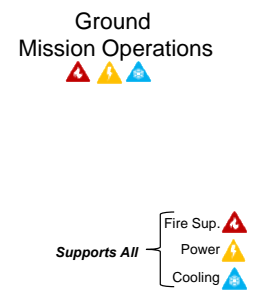 Ground
Mission Operations
Fire Sup.
Supports All
Power
Cooling